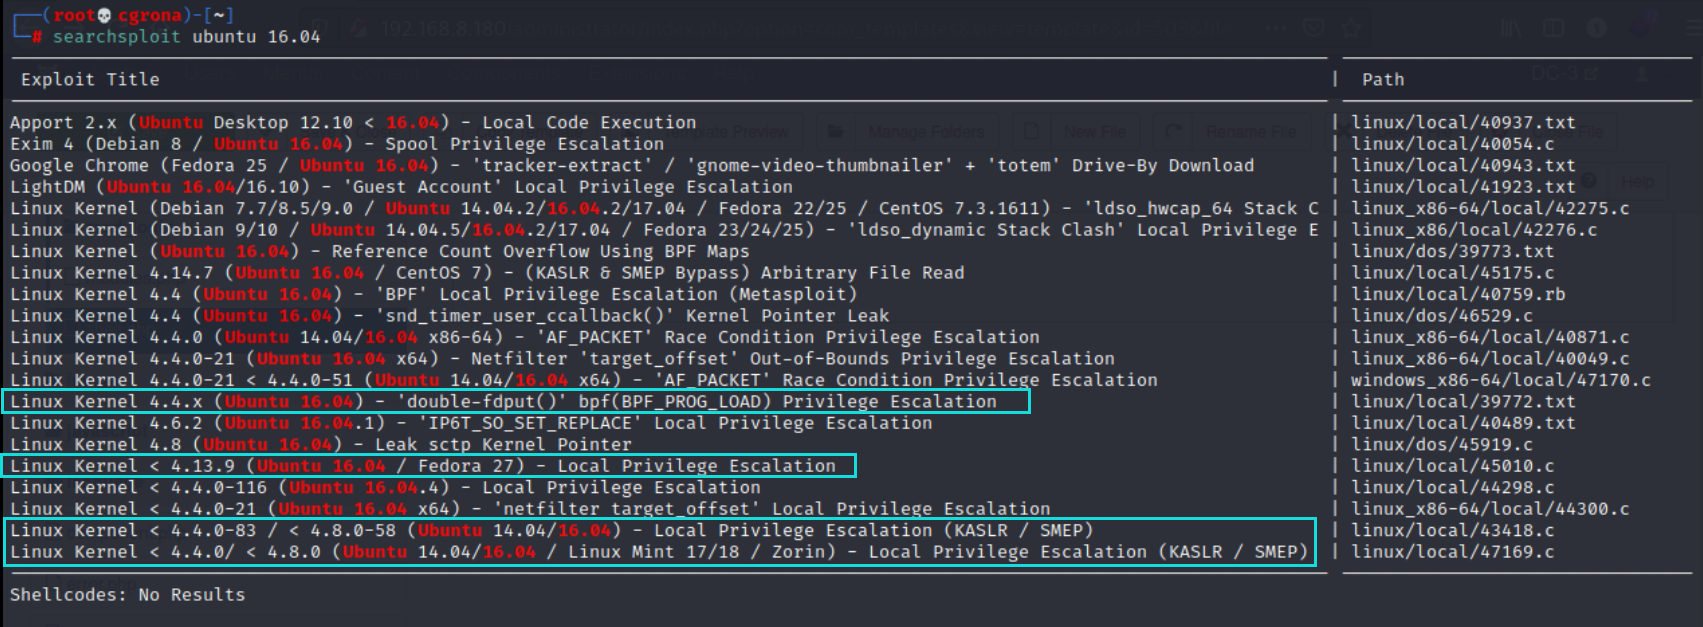 (root💀cgrona)-[~]
# searchsploit ubuntu 16.04
Exploit Title | Path
Apport 2.x (Ubuntu Desktop 12.10 < 16.04) - Local Code Execution | linux/local/40937.txt
Exim 4 (Debian 8 / Ubuntu 16.04) - Spool Privilege Escalation | linux/local/40054.c
Google Chrome (Fedora 25 / Ubuntu 16.04) - 'tracker-extract' / 'gnome-video-thumbnailer' + 'totem' Drive-By Download | linux/local/40943.txt
LightDM (Ubuntu 16.04/16.10) - 'Guest Account' Local Privilege Escalation | linux/local/41923.txt
Linux Kernel (Debian 7.7/8.5/9.0 / Ubuntu 14.04.2/16.04.2/17.04 / Fedora 22/25 / CentOS 7.3.1611) - 'ldso_hwcap_64 Stack C | linux_x86-64/local/42275.c
Linux Kernel (Debian 9/10 / Ubuntu 14.04.5/16.04.2/17.04 / Fedora 23/24/25) - 'ldso_dynamic Stack Clash' Local Privilege E | linux_x86/local/42276.c
Linux Kernel (Ubuntu 16.04) - Reference Count Overflow Using BPF Maps | linux/dos/39773.txt
Linux Kernel 4.14.7 (Ubuntu 16.04 / CentOS 7) - (KASLR & SMEP Bypass) Arbitrary File Read | linux/local/45175.c
Linux Kernel 4.4 (Ubuntu 16.04) - 'BPF' Local Privilege Escalation (Metasploit) | linux/local/40759.rb
Linux Kernel 4.4 (Ubuntu 16.04) - 'snd_timer_user_ccallback()' Kernel Pointer Leak | linux/dos/46529.c
Linux Kernel 4.4.0 (Ubuntu 14.04/16.04 x86-64) - 'AF_PACKET' Race Condition Privilege Escalation | linux_x86-64/local/40871.c
Linux Kernel 4.4.0-21 (Ubuntu 16.04 x64) - Netfilter 'target_offset' Out-of-Bounds Privilege Escalation | linux_x86-64/local/40049.c
Linux Kernel 4.4.0-21 < 4.4.0-51 (Ubuntu 14.04/16.04 x64) - 'AF_PACKET' Race Condition Privilege Escalation | windows_x86-64/local/47170.c
Linux Kernel 4.4.x (Ubuntu 16.04) - 'double-fdput()' bpf(BPF_PROG_LOAD) Privilege Escalation | linux/local/39772.txt
Linux Kernel 4.6.2 (Ubuntu 16.04.1) - 'IP6T_SO_SET_REPLACE' Local Privilege Escalation | linux/local/40489.txt
Linux Kernel 4.8 (Ubuntu 16.04) - Leak sctp Kernel Pointer | linux/dos/45919.c
Linux Kernel < 4.13.9 (Ubuntu 16.04 / Fedora 27) - Local Privilege Escalation | linux/local/45010.c
Linux Kernel < 4.4.0-116 (Ubuntu 16.04.4) - Local Privilege Escalation | linux/local/44298.c
Linux Kernel < 4.4.0-21 (Ubuntu 16.04 x64) - 'netfilter target_offset' Local Privilege Escalation | linux_x86-64/local/44300.c
Linux Kernel < 4.4.0-83 / < 4.8.0-58 (Ubuntu 14.04/16.04) - Local Privilege Escalation (KASLR / SMEP) | linux/local/43418.c
Linux Kernel < 4.4.0/ < 4.8.0 (Ubuntu 14.04/16.04 / Linux Mint 17/18 / Zorin) - Local Privilege Escalation (KASLR / SMEP) | linux/local/47169.c
Shellcodes: No Results